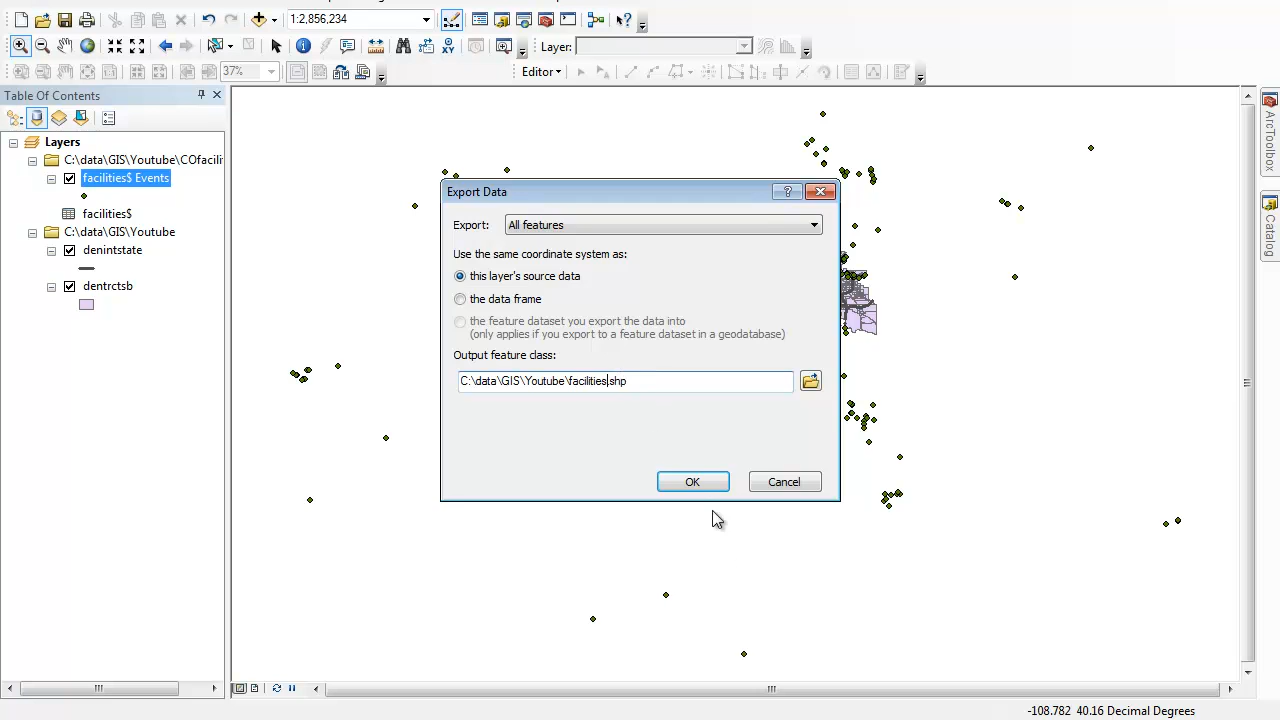 1:2,856,234
Layer:
37%
Editor
Table Of Contents
Layers
C:\data\GIS\Youtube\COfacilit
facilities$ Events
facilities$
C:\data\GIS\Youtube
denintstate
dentrctsb
Export Data
Export: All features
Use the same coordinate system as:
this layer's source data
the data frame
the feature dataset you export the data into
(only applies if you export to a feature dataset in a geodatabase)
Output feature class:
C:\data\GIS\Youtube\facilities.shp
OK Cancel
ArcToolbox
Catalog
-108.782 40.16 Decimal Degrees